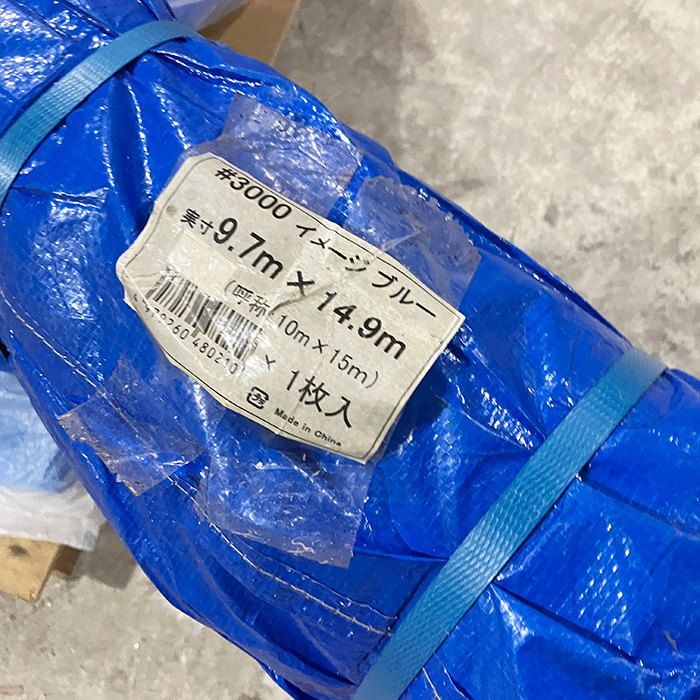 #3000 イメージ ブルー
実寸 9.7m × 14.9m
(呼称 10m × 15m)
× 1枚入
Made in China